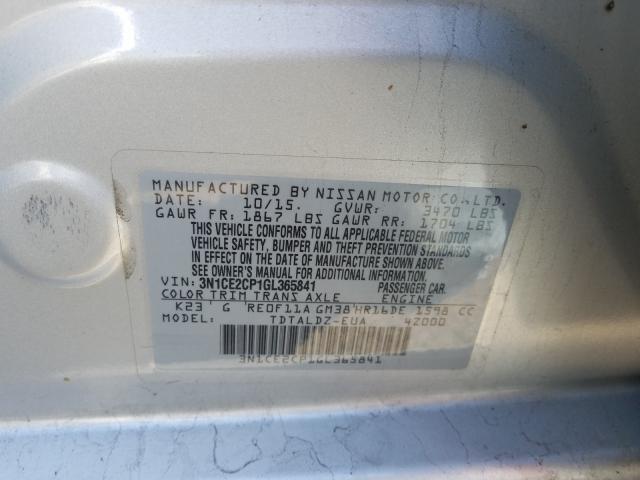 MANUFACTURED BY NISSAN MOTOR CO., LTD.
DATE: 10/15. GVWR: 3470 LBS
GAWR FR: 1867 LBS GAWR RR: 1704 LBS
THIS VEHICLE CONFORMS TO ALL APPLICABLE FEDERAL MOTOR
VEHICLE SAFETY, BUMPER AND THEFT PREVENTION STANDARDS
IN EFFECT ON THE DATE OF MANUFACTURE SHOWN ABOVE.
SEE OWNER'S MANUAL FOR ADDITIONAL INFORMATION.
VIN: 3N1CE2CP1GL365841 PASSENGER CAR.
COLOR TRIM TRANS AXLE ENGINE
K23 G RE0F11A GM38 HR16DE 1598 CC
MODEL: TDTALDZ-EUA 4Z000
3N1CE2CP1GL365841